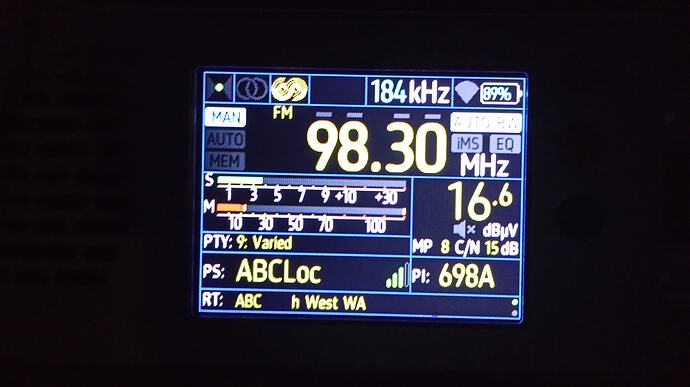 184kHz 89%
FM
MAN AUTO BW
AUTO 98.30 iMS EQ
MEM MHz
S
1 3 5 7 9 +10 +30 16.6
M
10 30 50 70 100 dBµV
PTY: 9: Varied MP 8 C/N 15 dB
PS: ABCLoc PI: 698A
RT: ABC h West WA